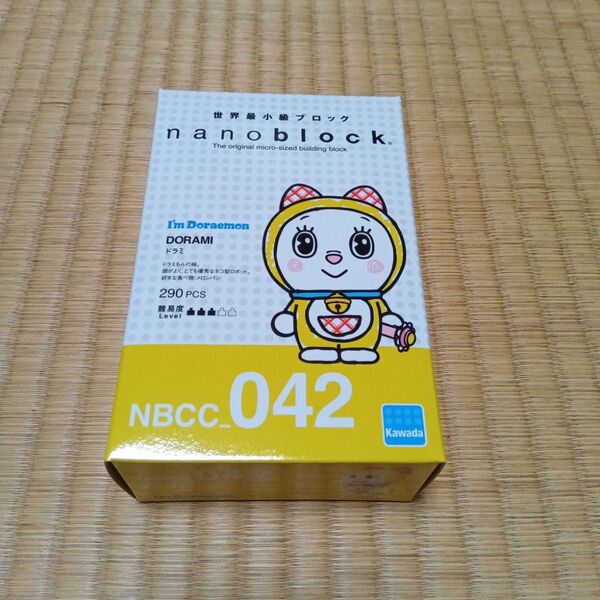 世界最小級ブロック
nanoblock®
The original micro-sized building block
I'm Doraemon
DORAMI
ドラミ
ドラえもんの妹。
頭がよく、とても優秀なネコ型ロボット。
好きな食べ物：メロンパン
290 PCS
難易度
Level
NBCC_042
Kawada
I'm Doraemon